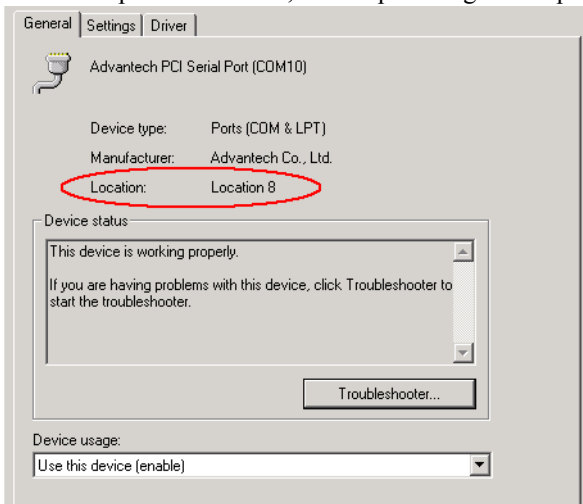 General Settings Driver
Advantech PCI Serial Port (COM10)
Device type: Ports (COM & LPT)
Manufacturer: Advantech Co., Ltd.
Location: Location 8
Device status
This device is working properly.
If you are having problems with this device, click Troubleshooter to
start the troubleshooter.
Troubleshooter...
Device usage:
Use this device (enable)